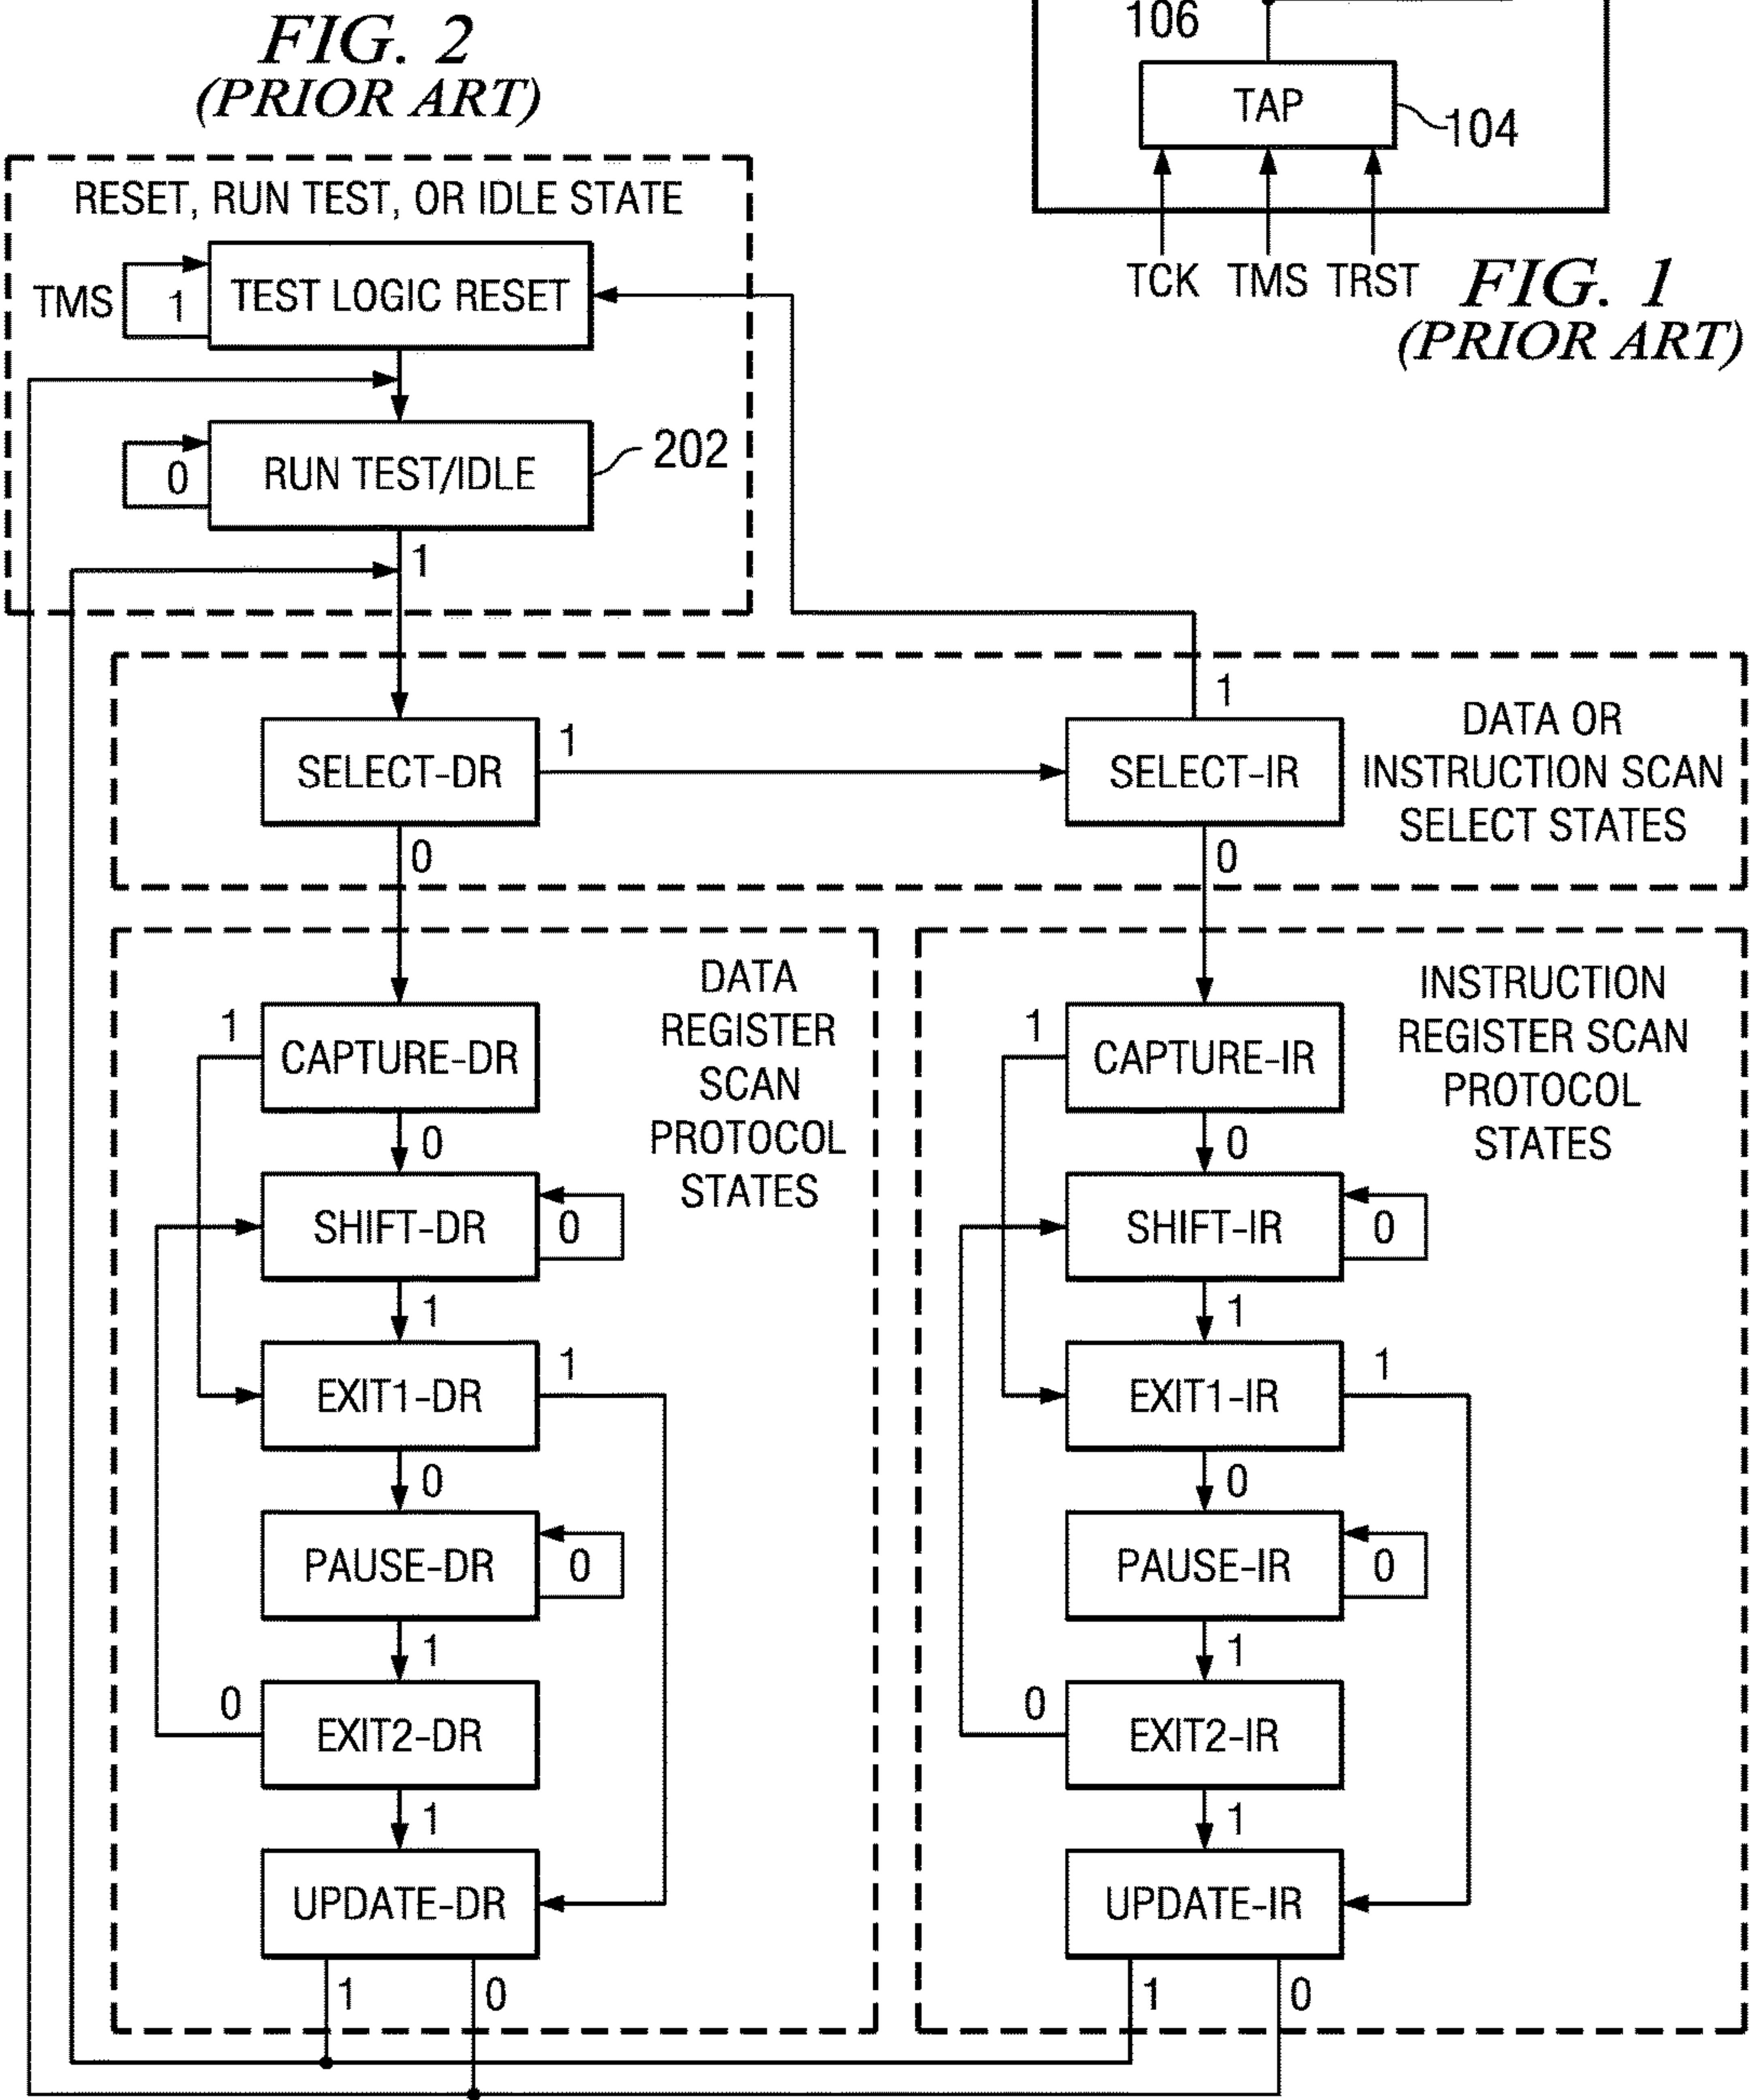 FIG. 2
(PRIOR ART)
106
TAP
104
TCK TMS TRST
FIG. 1
(PRIOR ART)
RESET, RUN TEST, OR IDLE STATE
TMS
1
TEST LOGIC RESET
0
RUN TEST/IDLE
202
1
SELECT-DR
1
0
SELECT-IR
1
0
DATA OR
INSTRUCTION SCAN
SELECT STATES
DATA
REGISTER
SCAN
PROTOCOL
STATES
1
CAPTURE-DR
0
SHIFT-DR
0
1
EXIT1-DR
1
0
PAUSE-DR
0
1
0
EXIT2-DR
1
UPDATE-DR
1
0
INSTRUCTION
REGISTER SCAN
PROTOCOL
STATES
1
CAPTURE-IR
0
SHIFT-IR
0
1
EXIT1-IR
1
0
PAUSE-IR
0
1
0
EXIT2-IR
1
UPDATE-IR
1
0